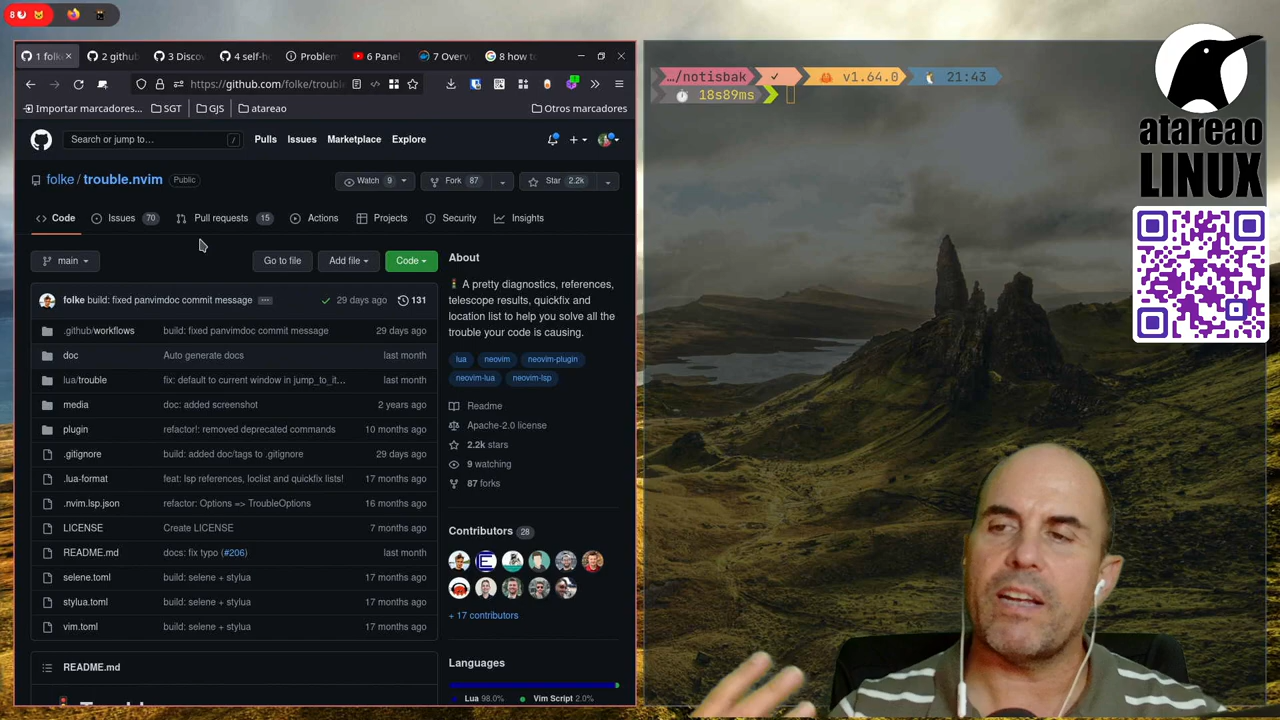 8
1 folke
2 github
3 Disco
4 self-ho
Problem
6 Panel
7 Overv
8 how to
https://github.com/folke/trouble
Importar marcadores...
SGT
GJS
atareao
Otros marcadores
Search or jump to...
/
Pulls
Issues
Marketplace
Explore
folke / trouble.nvim
Public
Watch 9
Fork 87
Star 2.2k
Code
Issues 70
Pull requests 15
Actions
Projects
Security
Insights
main
Go to file
Add file
Code
folke build: fixed panvimdoc commit message
29 days ago
131
.github/workflows
build: fixed panvimdoc commit message
29 days ago
doc
Auto generate docs
last month
lua/trouble
fix: default to current window in jump_to_it...
last month
media
doc: added screenshot
2 years ago
plugin
refactor!: removed deprecated commands
10 months ago
.gitignore
build: added doc/tags to .gitignore
29 days ago
.lua-format
feat: lsp references, loclist and quickfix lists!
17 months ago
.nvim.lsp.json
refactor: Options => TroubleOptions
16 months ago
LICENSE
Create LICENSE
7 months ago
README.md
docs: fix typo (#206)
last month
selene.toml
build: selene + stylua
17 months ago
stylua.toml
build: selene + stylua
17 months ago
vim.toml
build: selene + stylua
17 months ago
README.md
About
A pretty diagnostics, references,
telescope results, quickfix and
location list to help you solve all the
trouble your code is causing.
lua
neovim
neovim-plugin
neovim-lua
neovim-lsp
Readme
Apache-2.0 license
2.2k stars
9 watching
87 forks
Contributors 28
+ 17 contributors
Languages
Lua 98.0%
Vim Script 2.0%
…/notisbak
✓
v1.64.0
21:43
18s89ms
atareao
LINUX